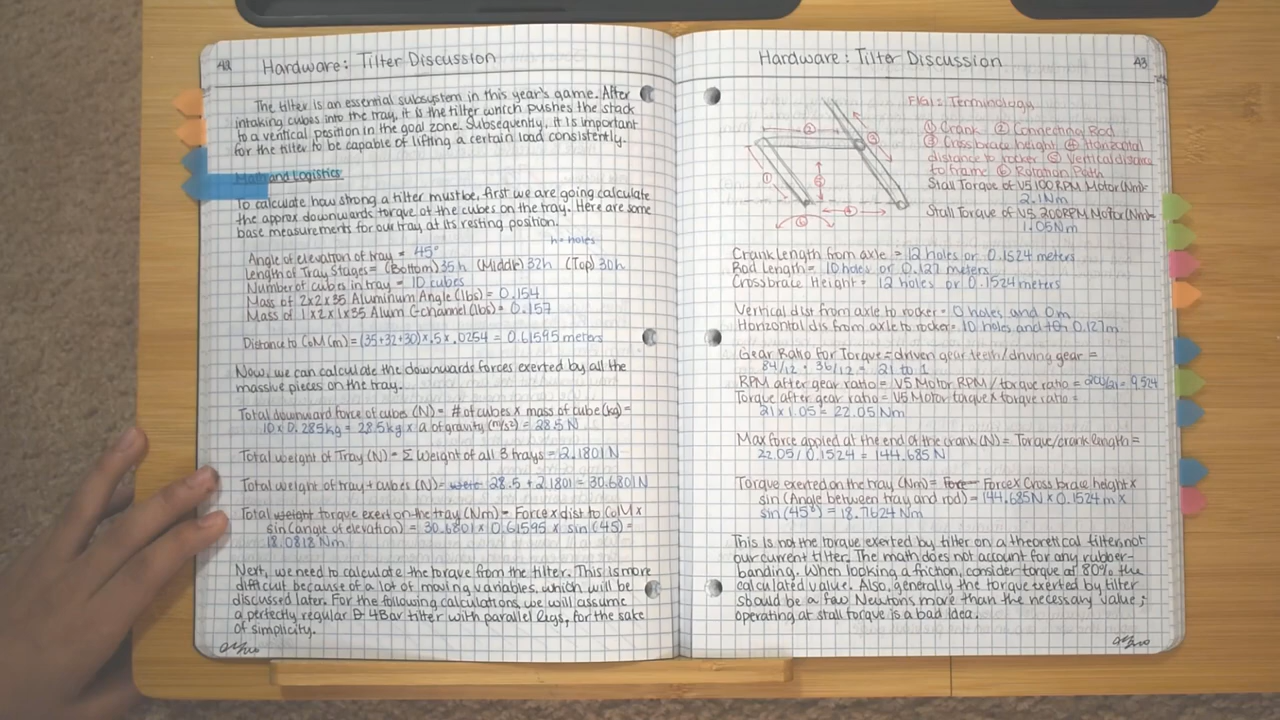 42 Hardware: Tilter Discussion
The tilter is an essential subsystem in this year's game. After
intaking cubes into the tray, it is the tilter which pushes the stack
to a vertical position in the goal zone. Subsequently, it is important
for the tilter to be capable of lifting a certain load consistently.
Math and Logistics
To calculate how strong a tilter must be, first we are going calculate
the approx downwards torque of the cubes on the tray. Here are some
base measurements for our tray at its resting position.
h = holes
Angle of elevation of tray = 45°
Length of Tray Stages = (Bottom) 35h (Middle) 32h (Top) 30h
Number of cubes in tray = 10 cubes
Mass of 2x2x35 Aluminum Angle (lbs) = 0.154
Mass of 1x2x1x35 Alum C-channel (lbs) = 0.157
Distance to CoM (m) = (35+32+30)x.5x.0254 = 0.61595 meters
Now, we can calculate the downwards forces exerted by all the
massive pieces on the tray.
Total downward force of cubes (N) = # of cubes x mass of cube (kg) =
10 x 0.285kg = 28.5kg x a of gravity (m/s²) = 28.5 N
Total weight of Tray (N) = Σ Weight of all 3 trays = 2.1801 N
Total weight of tray + cubes (N) = 28.5 + 2.1801 = 30.6801 N
Total weight torque exert on the tray (Nm) = Force x dist to CoM x
sin (angle of elevation) = 30.6801 x 0.61595 x sin(45) =
18.0818 Nm
Next, we need to calculate the torque from the tilter. This is more
difficult because of a lot of moving variables, which will be
discussed later. For the following calculations, we will assume
a perfectly regular 4Bar tilter with parallel legs, for the sake
of simplicity.
Hardware: Tilter Discussion 43
FIG 1: Terminology
① Crank ② Connecting Rod
③ Crossbrace height ④ Horizontal
distance to rocker ⑤ Vertical distance
to frame ⑥ Rotation Path
Stall Torque of V5 100RPM Motor (Nm)=
2.1Nm
Stall Torque of V5 200RPM Motor (Nm)=
1.05Nm
Crank Length from axle = 12 holes or 0.1524 meters
Rod Length = 10 holes or 0.127 meters
Crossbrace Height = 12 holes or 0.1524 meters
Vertical dist from axle to rocker = 0 holes and 0m
Horizontal dis from axle to rocker = 10 holes and 0.127m
Gear Ratio for Torque = driven gear teeth / driving gear =
84/12 · 36/12 = 21 to 1
RPM after gear ratio = V5 Motor RPM / torque ratio = 200/21 = 9.524
Torque after gear ratio = V5 Motor torque x torque ratio =
21 x 1.05 = 22.05 Nm
Max force applied at the end of the crank (N) = Torque / crank length =
22.05 / 0.1524 = 144.685 N
Torque exerted on the tray (Nm) = Force x Cross brace height x
sin (Angle between tray and rod) = 144.685N x 0.1524 m x
sin (45°) = 18.7624 Nm
This is not the torque exerted by tilter on a theoretical tilter, not
our current tilter. The math does not account for any rubber-
banding. When looking a friction, consider torque at 80% the
calculated value. Also, generally the torque exerted by tilter
should be a few Newtons more than the necessary value;
operating at stall torque is a bad idea.